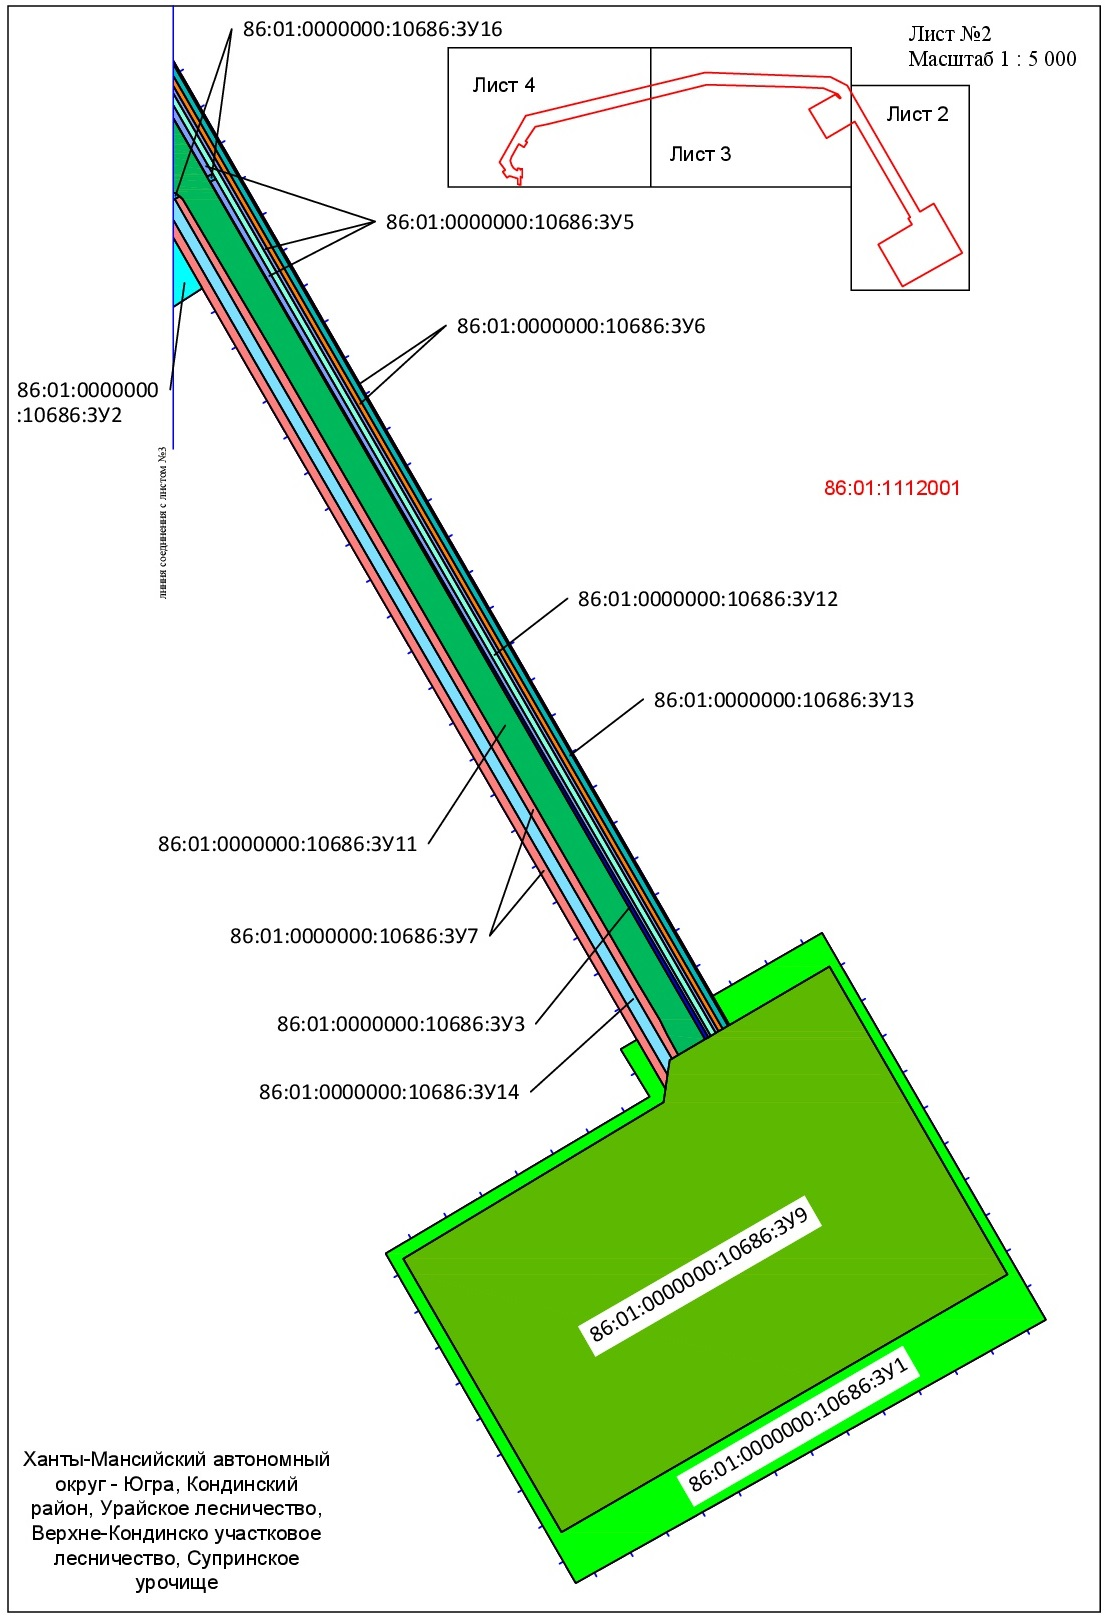 86:01:0000000:10686:ЗУ16
Лист №2
Масштаб 1 : 5 000
Лист 4
Лист 2
Лист 3
86:01:0000000:10686:ЗУ5
86:01:0000000:10686:ЗУ6
86:01:0000000
:10686:ЗУ2
линия соединения с листом №3
86:01:1112001
86:01:0000000:10686:ЗУ12
86:01:0000000:10686:ЗУ13
86:01:0000000:10686:ЗУ11
86:01:0000000:10686:ЗУ7
86:01:0000000:10686:ЗУ3
86:01:0000000:10686:ЗУ14
86:01:0000000:10686:ЗУ9
86:01:0000000:10686:ЗУ1
Ханты-Мансийский автономный
округ - Югра, Кондинский
район, Урайское лесничество,
Верхне-Кондинско участковое
лесничество, Супринское
урочище